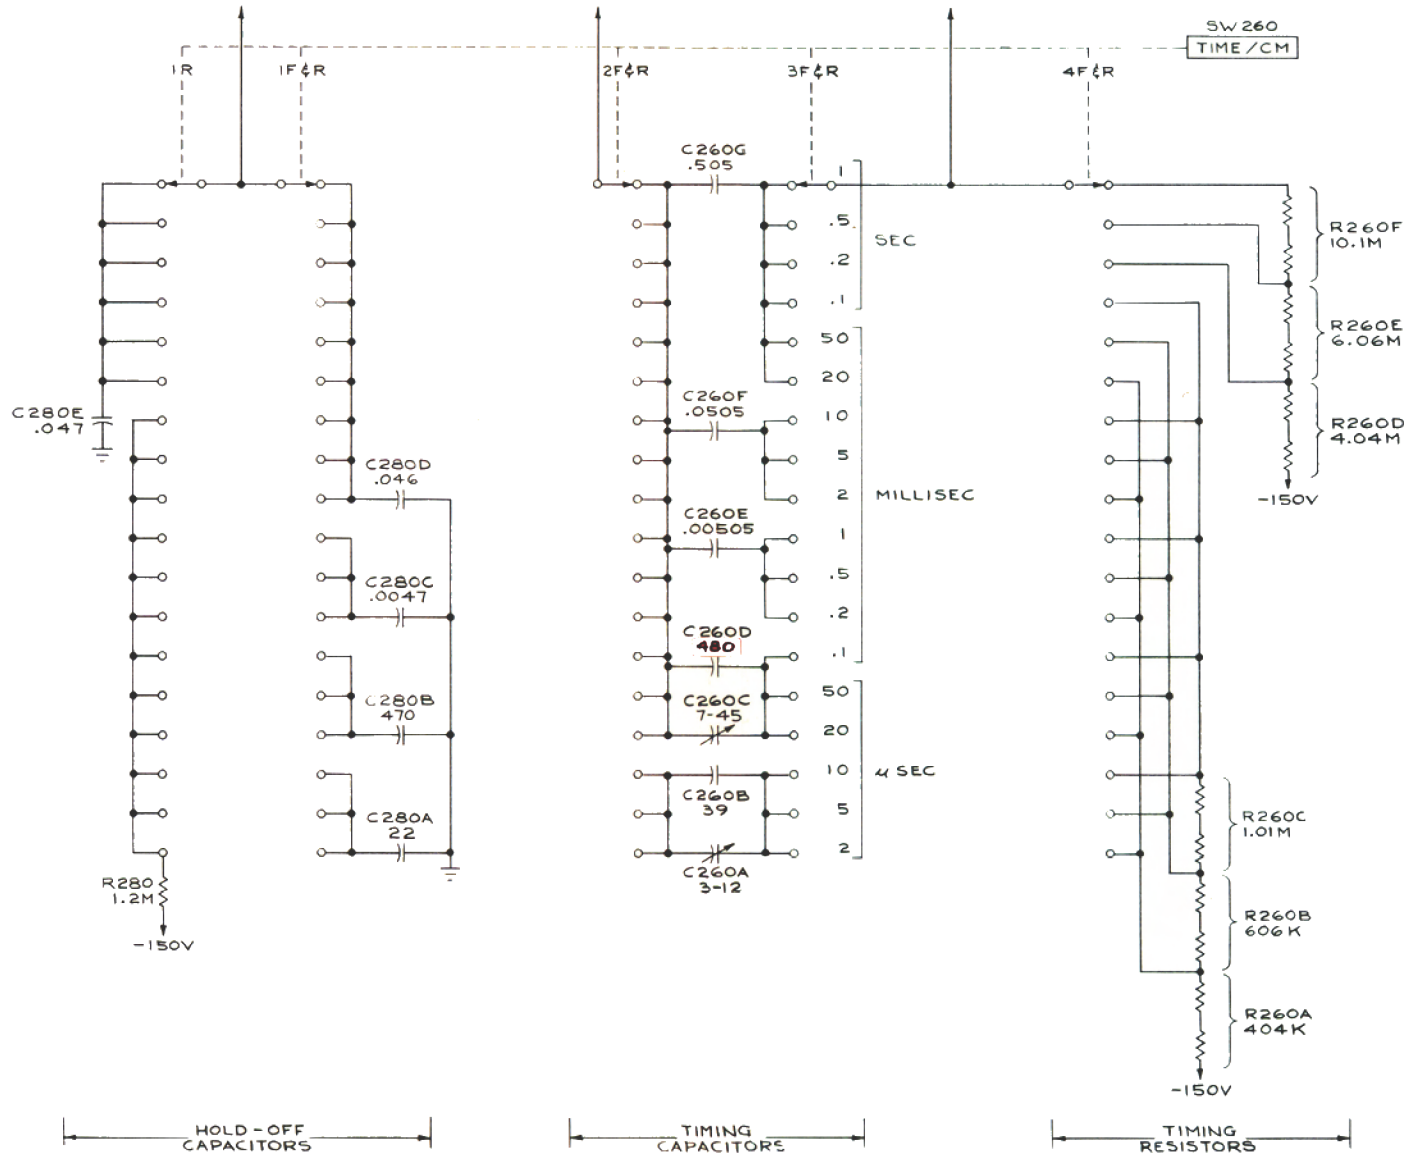 SW 260
TIME/CM
1R
1F&R
2F&R
3F&R
4F&R
C260G
.505
1
.5
.2
.1
SEC
50
20
10
5
2
1
.5
.2
.1
MILLISEC
50
20
10
5
2
μ SEC
C280E
.047
C280D
.046
C280C
.0047
C280B
470
C280A
22
R280
1.2M
-150V
C260F
.0505
C260E
.00505
C260D
480
C260C
7-45
C260B
39
C260A
3-12
R260F
10.1M
R260E
6.06M
R260D
4.04M
-150V
R260C
1.01M
R260B
606K
R260A
404K
-150V
HOLD-OFF
CAPACITORS
TIMING
CAPACITORS
TIMING
RESISTORS